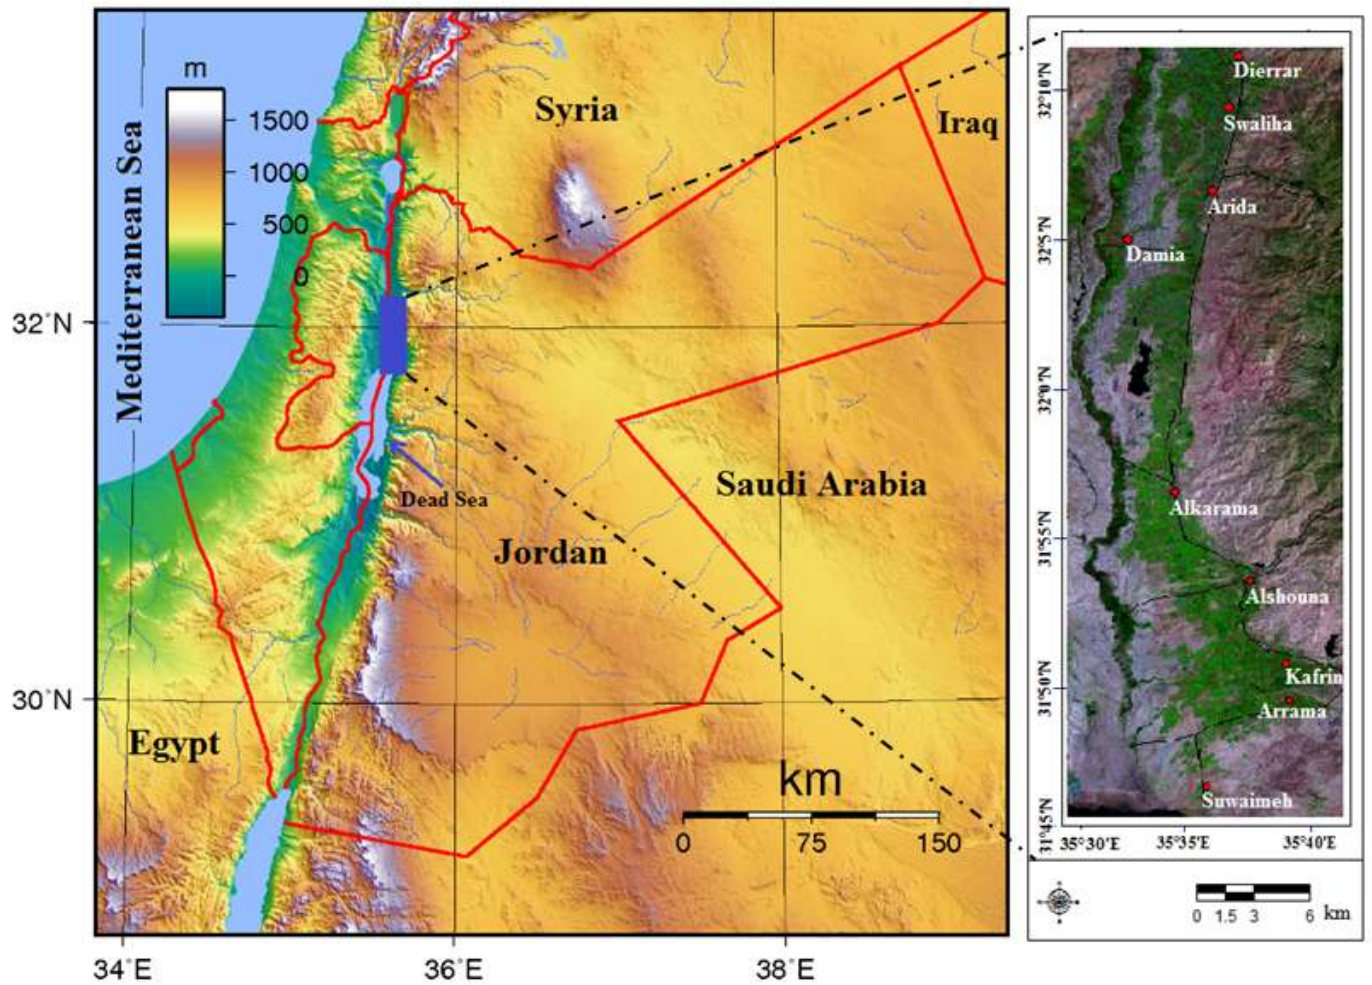 m
1500
1000
500
0
Mediterranean Sea
Syria
Iraq
32°N
Saudi Arabia
Dead Sea
Jordan
30°N
Egypt
km
0 75 150
34°E 36°E 38°E
32°10'N
32°5'N
32°0'N
31°55'N
31°50'N
31°45'N
Dierrar
Swaliha
Arida
Damia
Alkarama
Alshouna
Kafrin
Arrama
Suwaimeh
35°30'E 35°35'E 35°40'E
0 1.5 3 6 km